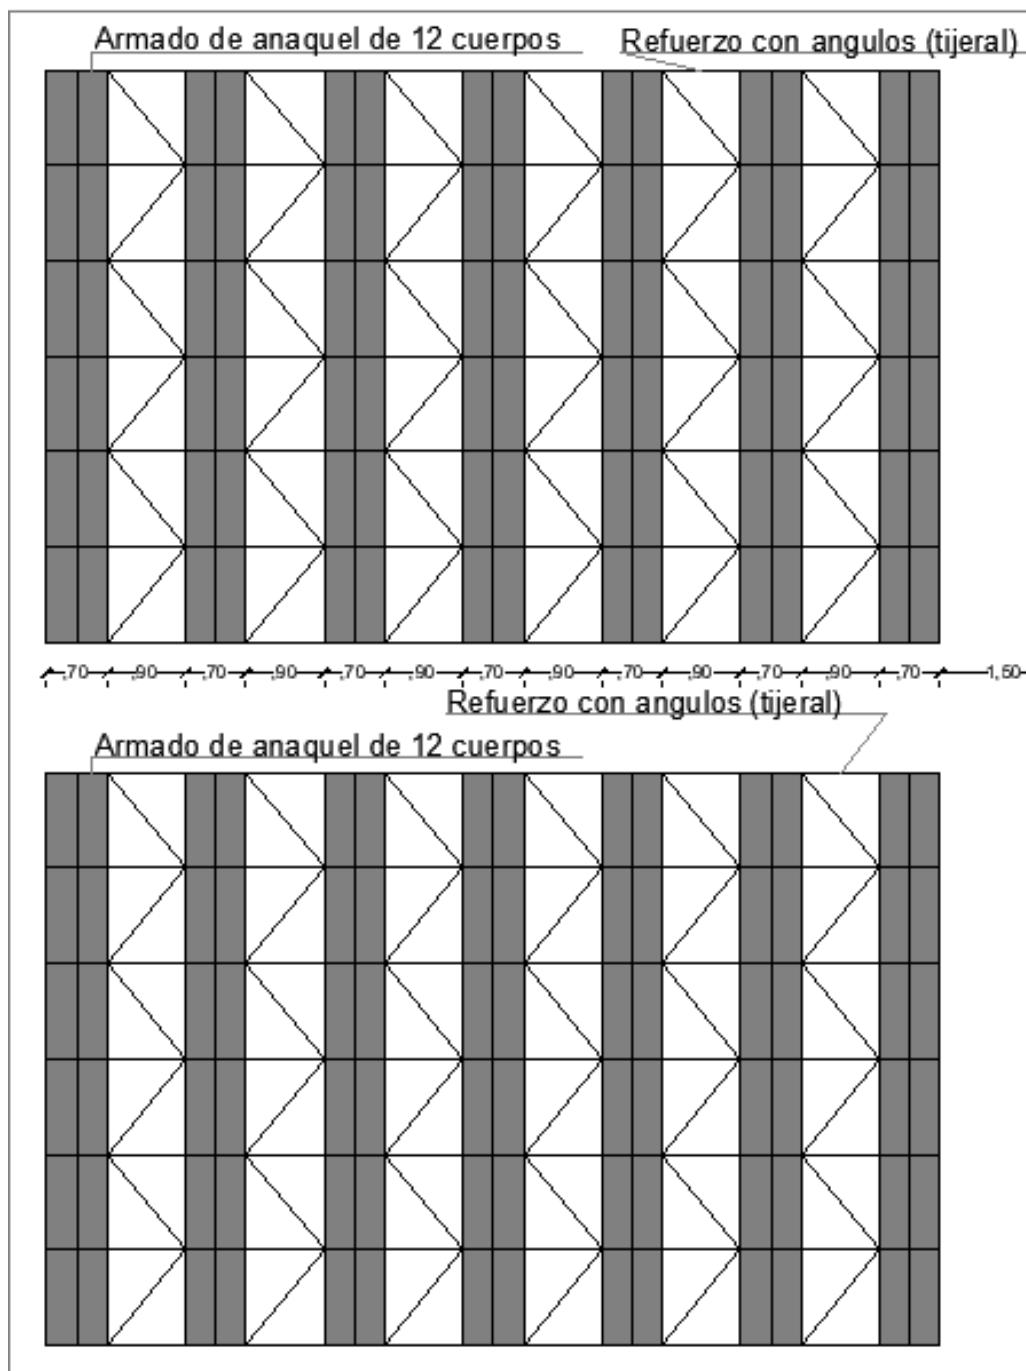 Armado de anaquel de 12 cuerpos
Refuerzo con angulos (tijeral)
,70 ,90 ,70 ,90 ,70 ,90 ,70 ,90 ,70 ,90 ,70 ,90 ,70 1,50
Refuerzo con angulos (tijeral)
Armado de anaquel de 12 cuerpos